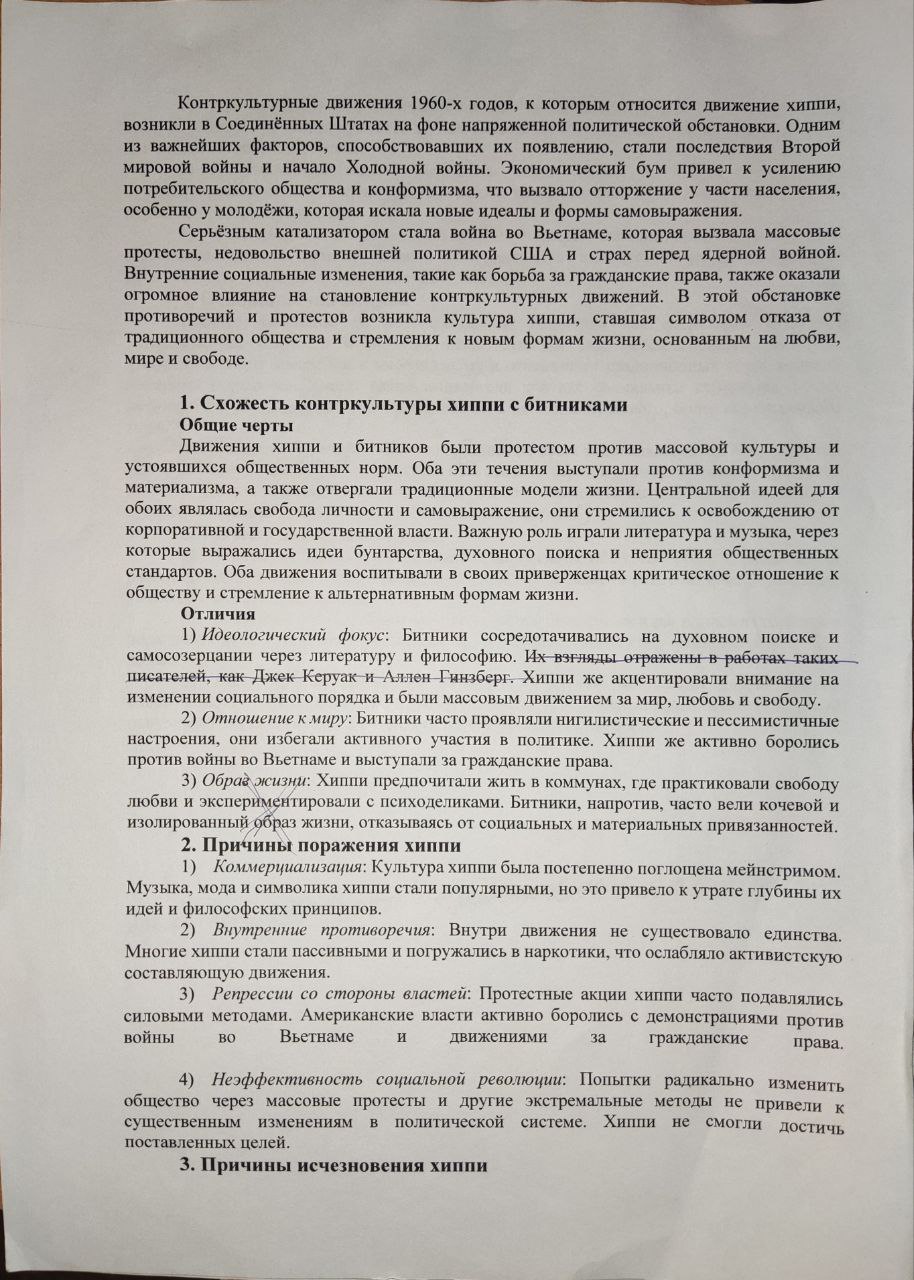 Контркультурные движения 1960-х годов, к которым относится движение хиппи,
возникли в Соединённых Штатах на фоне напряженной политической обстановки. Одним
из важнейших факторов, способствовавших их появлению, стали последствия Второй
мировой войны и начало Холодной войны. Экономический бум привел к усилению
потребительского общества и конформизма, что вызвало отторжение у части населения,
особенно у молодёжи, которая искала новые идеалы и формы самовыражения.
Серьёзным катализатором стала война во Вьетнаме, которая вызвала массовые
протесты, недовольство внешней политикой США и страх перед ядерной войной.
Внутренние социальные изменения, такие как борьба за гражданские права, также оказали
огромное влияние на становление контркультурных движений. В этой обстановке
противоречий и протестов возникла культура хиппи, ставшая символом отказа от
традиционного общества и стремления к новым формам жизни, основанным на любви,
мире и свободе.
1. Схожесть контркультуры хиппи с битниками
Общие черты
Движения хиппи и битников были протестом против массовой культуры и
устоявшихся общественных норм. Оба эти течения выступали против конформизма и
материализма, а также отвергали традиционные модели жизни. Центральной идеей для
обоих являлась свобода личности и самовыражение, они стремились к освобождению от
корпоративной и государственной власти. Важную роль играли литература и музыка, через
которые выражались идеи бунтарства, духовного поиска и неприятия общественных
стандартов. Оба движения воспитывали в своих приверженцах критическое отношение к
обществу и стремление к альтернативным формам жизни.
Отличия
1) Идеологический фокус: Битники сосредотачивались на духовном поиске и
самосозерцании через литературу и философию. Их взгляды отражены в работах таких
писателей, как Джек Керуак и Аллен Гинзберг. Хиппи же акцентировали внимание на
изменении социального порядка и были массовым движением за мир, любовь и свободу.
2) Отношение к миру: Битники часто проявляли нигилистические и пессимистичные
настроения, они избегали активного участия в политике. Хиппи же активно боролись
против войны во Вьетнаме и выступали за гражданские права.
3) Образ жизни: Хиппи предпочитали жить в коммунах, где практиковали свободу
любви и экспериментировали с психоделиками. Битники, напротив, часто вели кочевой и
изолированный образ жизни, отказываясь от социальных и материальных привязанностей.
2. Причины поражения хиппи
1) Коммерциализация: Культура хиппи была постепенно поглощена мейнстримом.
Музыка, мода и символика хиппи стали популярными, но это привело к утрате глубины их
идей и философских принципов.
2) Внутренние противоречия: Внутри движения не существовало единства.
Многие хиппи стали пассивными и погружались в наркотики, что ослабляло активистскую
составляющую движения.
3) Репрессии со стороны властей: Протестные акции хиппи часто подавлялись
силовыми методами. Американские власти активно боролись с демонстрациями против
войны во Вьетнаме и движениями за гражданские права.
4) Неэффективность социальной революции: Попытки радикально изменить
общество через массовые протесты и другие экстремальные методы не привели к
существенным изменениям в политической системе. Хиппи не смогли достичь
поставленных целей.
3. Причины исчезновения хиппи